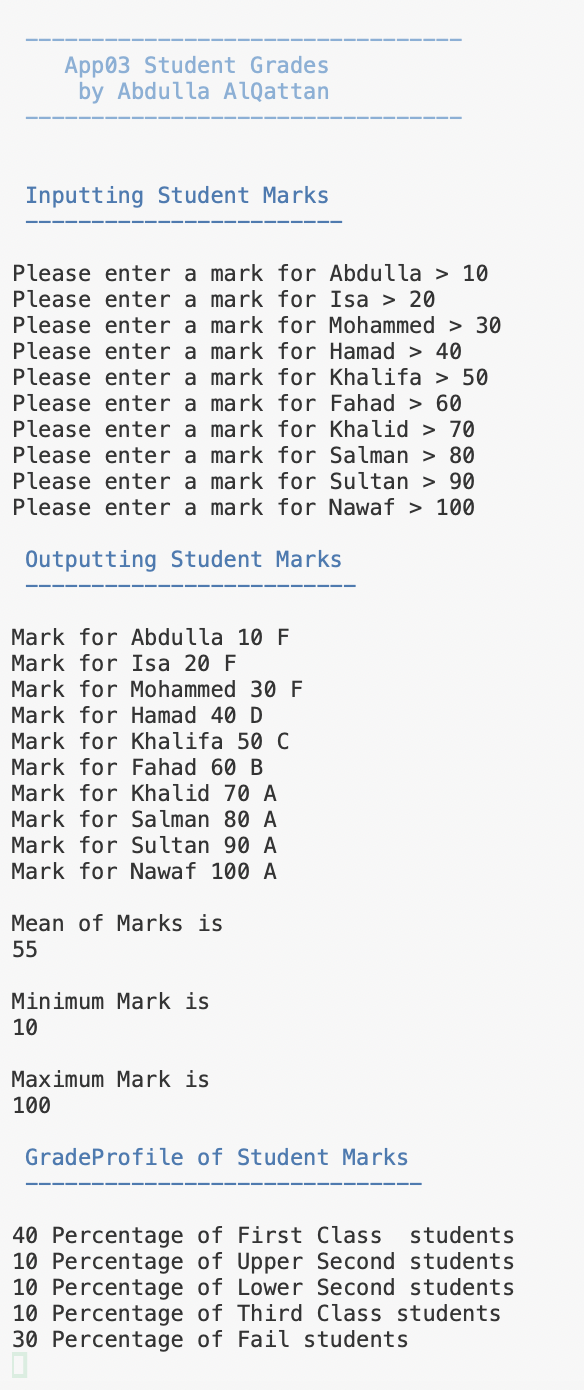 ---------------------------------
App03 Student Grades
by Abdulla AlQattan
---------------------------------
Inputting Student Marks
------------------------
Please enter a mark for Abdulla > 10
Please enter a mark for Isa > 20
Please enter a mark for Mohammed > 30
Please enter a mark for Hamad > 40
Please enter a mark for Khalifa > 50
Please enter a mark for Fahad > 60
Please enter a mark for Khalid > 70
Please enter a mark for Salman > 80
Please enter a mark for Sultan > 90
Please enter a mark for Nawaf > 100
Outputting Student Marks
-------------------------
Mark for Abdulla 10 F
Mark for Isa 20 F
Mark for Mohammed 30 F
Mark for Hamad 40 D
Mark for Khalifa 50 C
Mark for Fahad 60 B
Mark for Khalid 70 A
Mark for Salman 80 A
Mark for Sultan 90 A
Mark for Nawaf 100 A
Mean of Marks is
55
Minimum Mark is
10
Maximum Mark is
100
GradeProfile of Student Marks
------------------------------
40 Percentage of First Class  students
10 Percentage of Upper Second students
10 Percentage of Lower Second students
10 Percentage of Third Class students
30 Percentage of Fail students